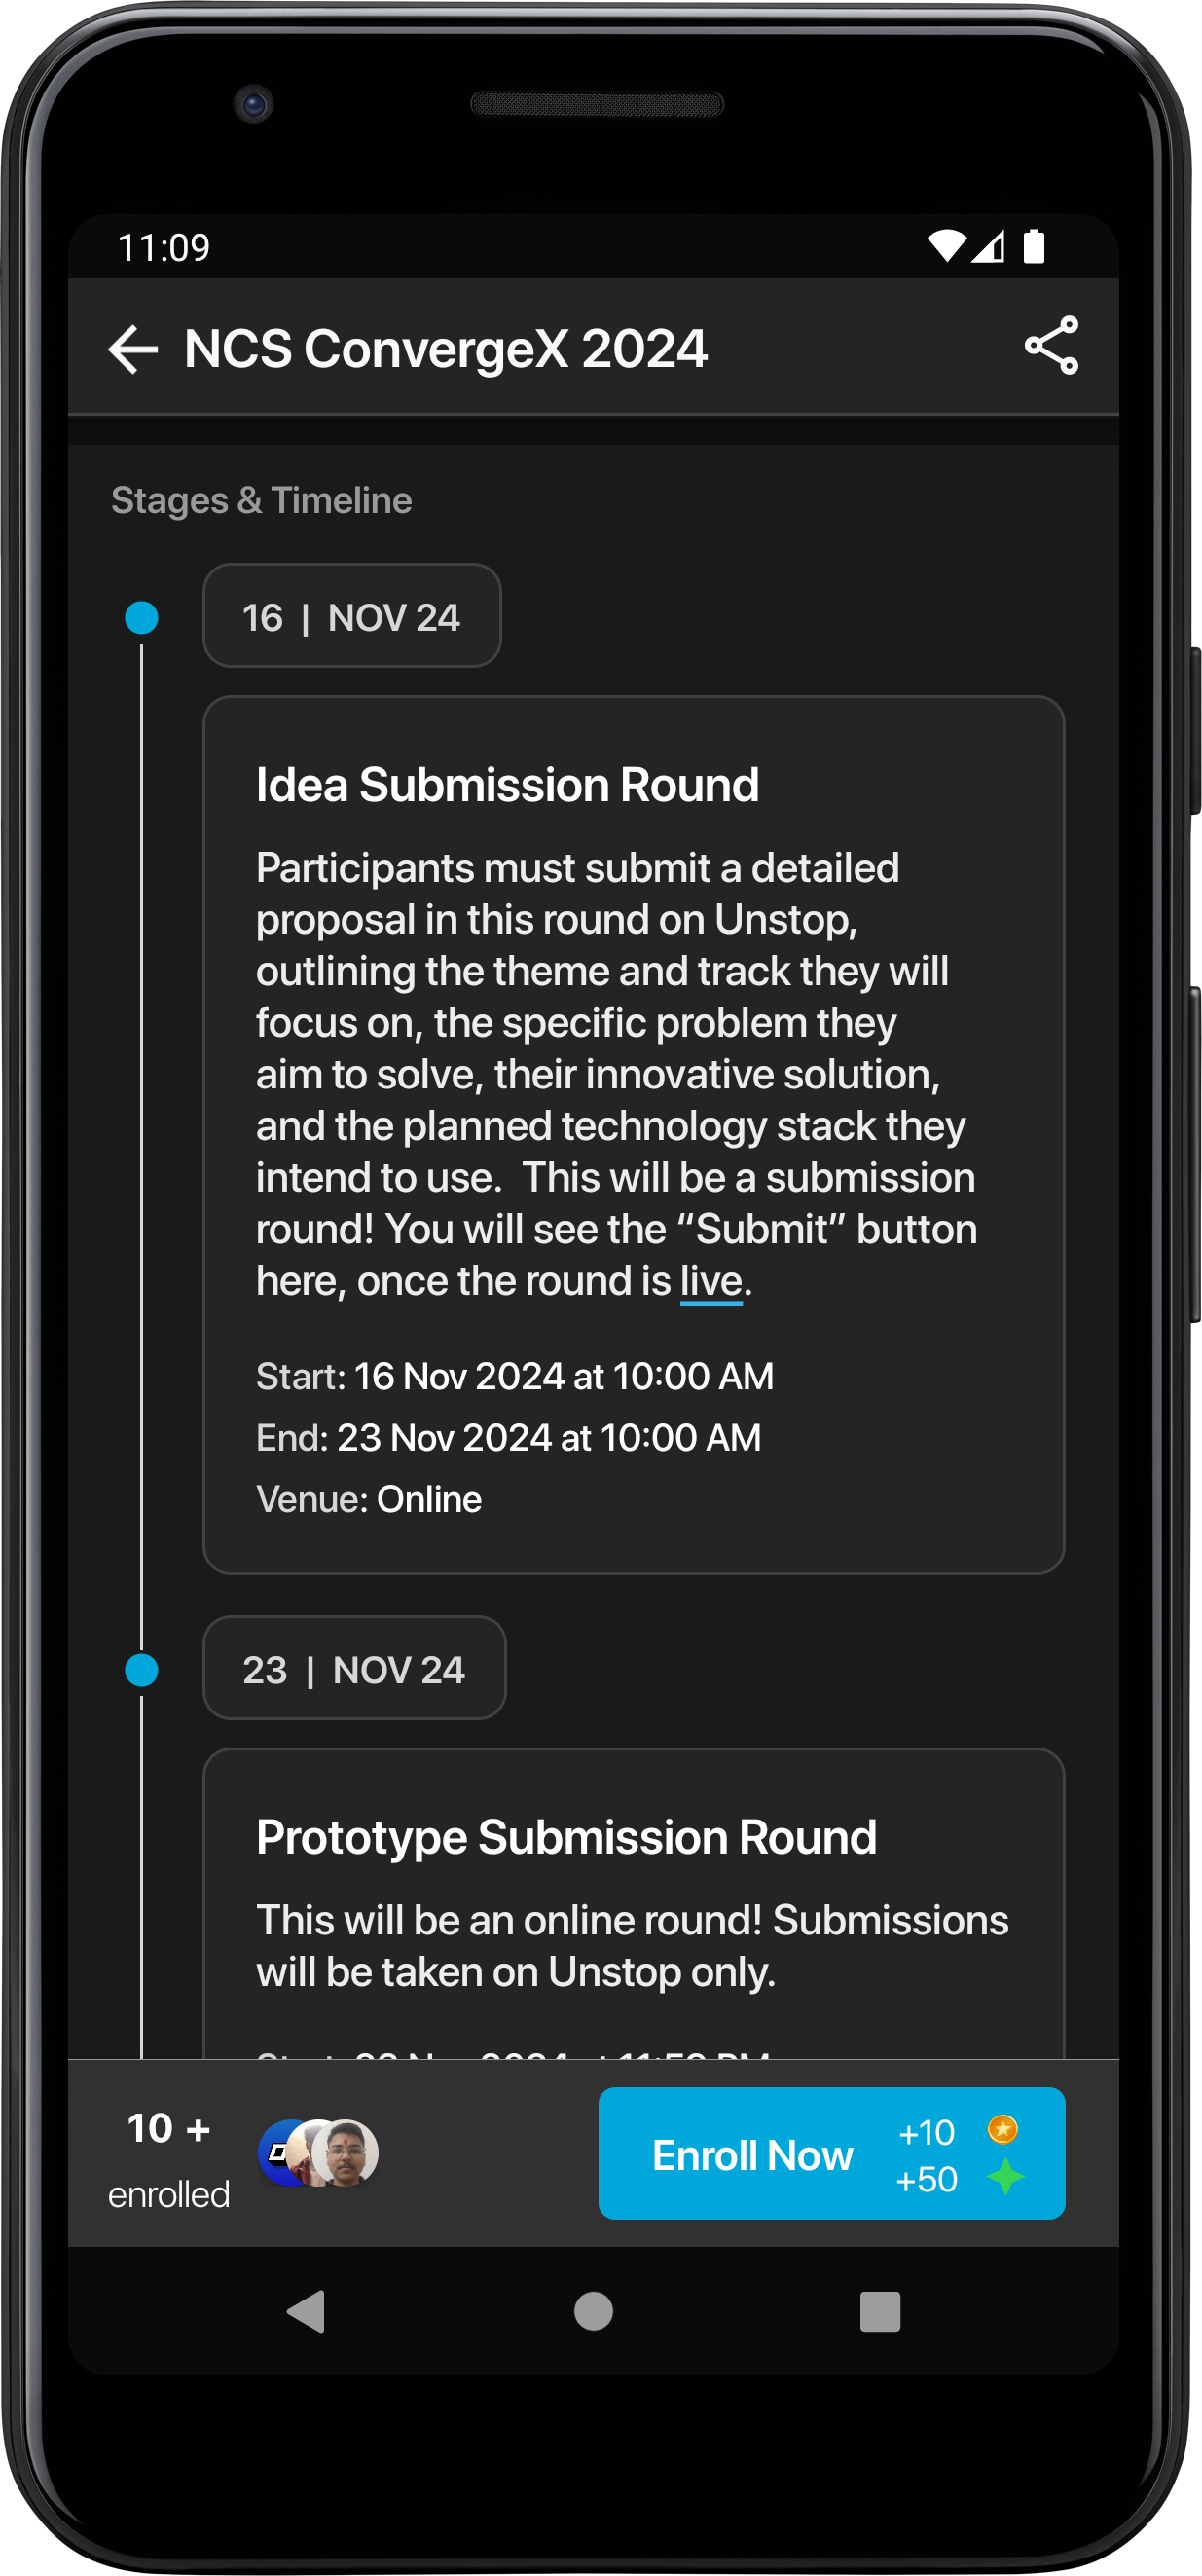 11:09
NCS ConvergeX 2024
Stages & Timeline
16 | NOV 24
Idea Submission Round
Participants must submit a detailed
proposal in this round on Unstop,
outlining the theme and track they will
focus on, the specific problem they
aim to solve, their innovative solution,
and the planned technology stack they
intend to use.  This will be a submission
round! You will see the “Submit” button
here, once the round is live.
Start: 16 Nov 2024 at 10:00 AM
End: 23 Nov 2024 at 10:00 AM
Venue: Online
23 | NOV 24
Prototype Submission Round
This will be an online round! Submissions
will be taken on Unstop only.
10 +
enrolled
Enroll Now
+10
+50